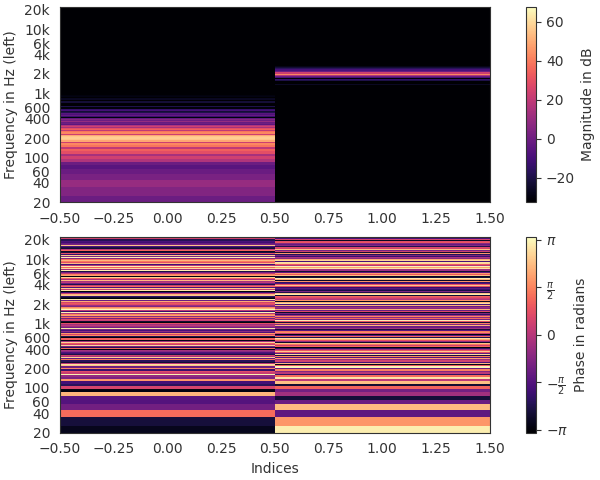 20k
10k
6k
4k
2k
1k
600
400
200
100
60
40
20
Frequency in Hz (left)
−0.50 −0.25 0.00 0.25 0.50 0.75 1.00 1.25 1.50
60
40
20
0
−20
Magnitude in dB
20k
10k
6k
4k
2k
1k
600
400
200
100
60
40
20
Frequency in Hz (left)
−0.50 −0.25 0.00 0.25 0.50 0.75 1.00 1.25 1.50
Indices
π
π/2
0
−π/2
−π
Phase in radians